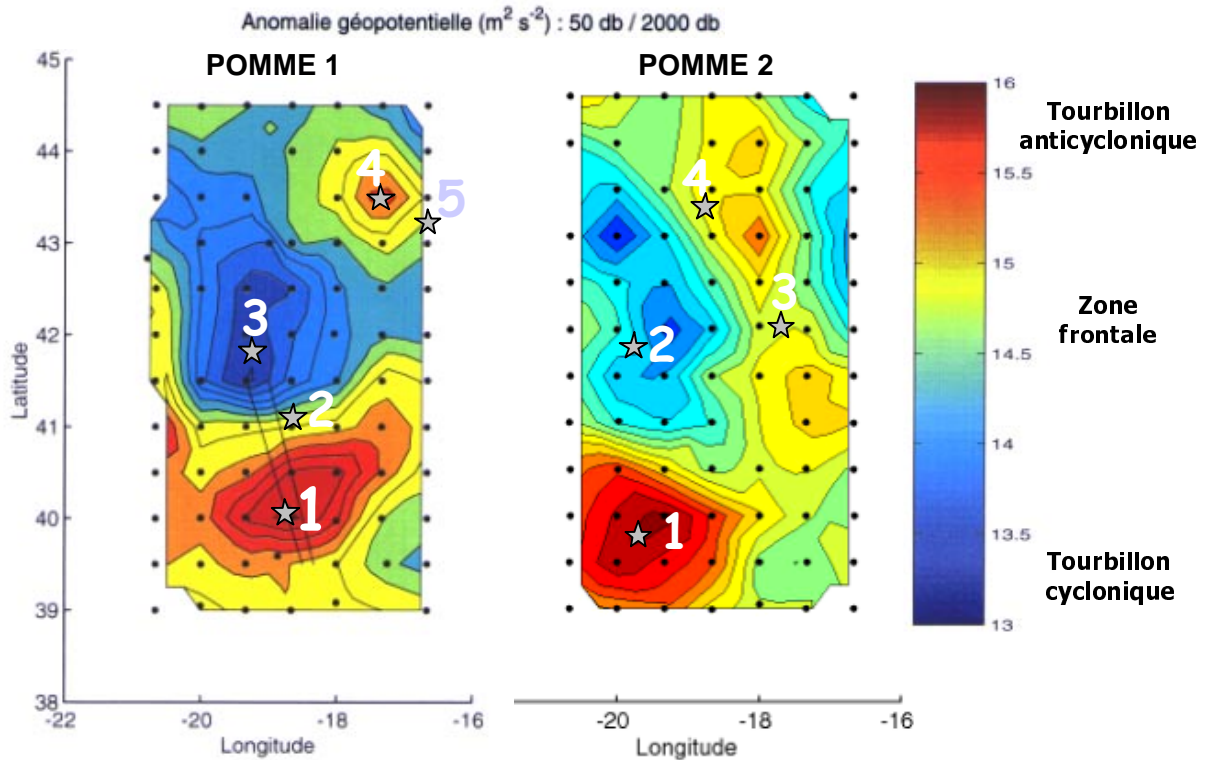 Anomalie géopotentielle (m² s⁻²) : 50 db / 2000 db
POMME 1
POMME 2
45
44
43
42
41
40
39
38
Latitude
-22
-20
-18
-16
Longitude
4
5
3
2
1
4
3
2
1
-20
-18
-16
Longitude
16
15.5
15
14.5
14
13.5
13
Tourbillon
anticyclonique
Zone
frontale
Tourbillon
cyclonique